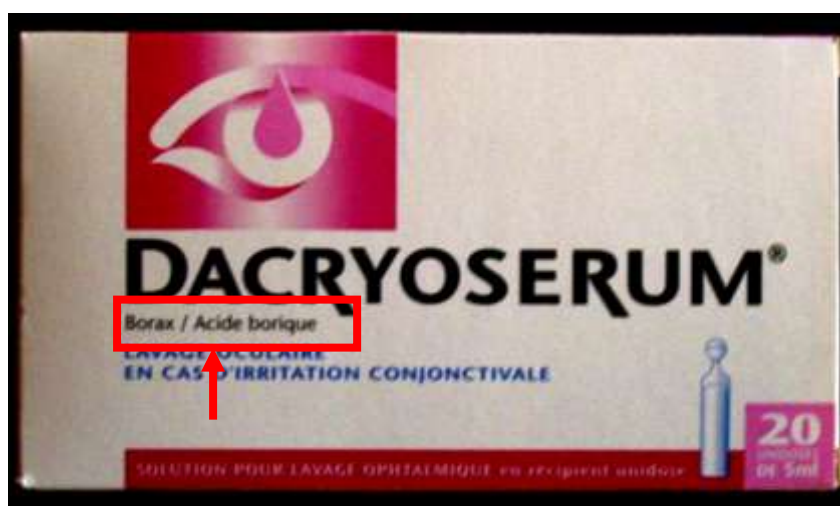 DACRYOSERUM®
Borax / Acide borique
LAVAGE OCULAIRE
EN CAS D'IRRITATION CONJONCTIVALE
20
UNIDOSES
DE 5ml
SOLUTION POUR LAVAGE OPHTALMIQUE en récipient unidose